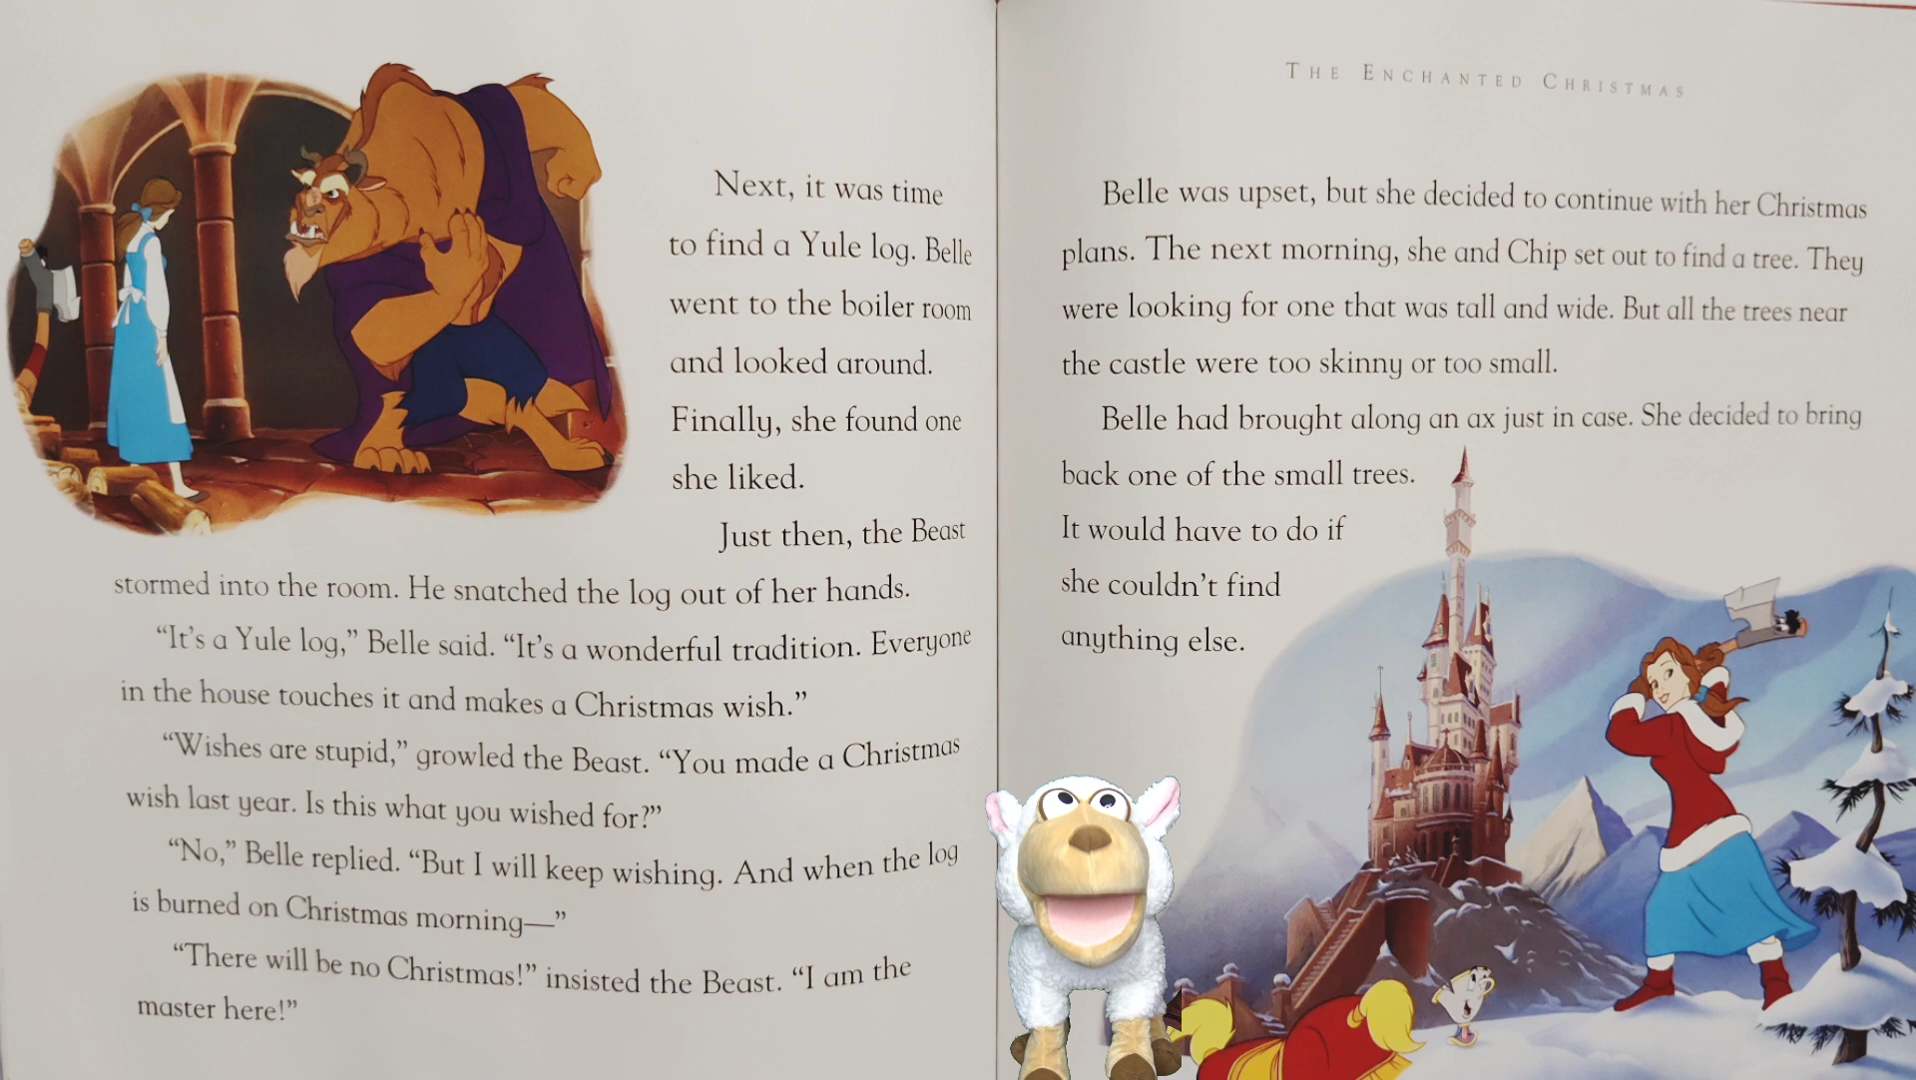 Next, it was time
to find a Yule log. Belle
went to the boiler room
and looked around.
Finally, she found one
she liked.
Just then, the Beast
stormed into the room. He snatched the log out of her hands.
“It’s a Yule log,” Belle said. “It’s a wonderful tradition. Everyone
in the house touches it and makes a Christmas wish.”
“Wishes are stupid,” growled the Beast. “You made a Christmas
wish last year. Is this what you wished for?”
“No,” Belle replied. “But I will keep wishing. And when the log
is burned on Christmas morning—”
“There will be no Christmas!” insisted the Beast. “I am the
master here!”
THE ENCHANTED CHRISTMAS
Belle was upset, but she decided to continue with her Christmas
plans. The next morning, she and Chip set out to find a tree. They
were looking for one that was tall and wide. But all the trees near
the castle were too skinny or too small.
Belle had brought along an ax just in case. She decided to bring
back one of the small trees.
It would have to do if
she couldn’t find
anything else.